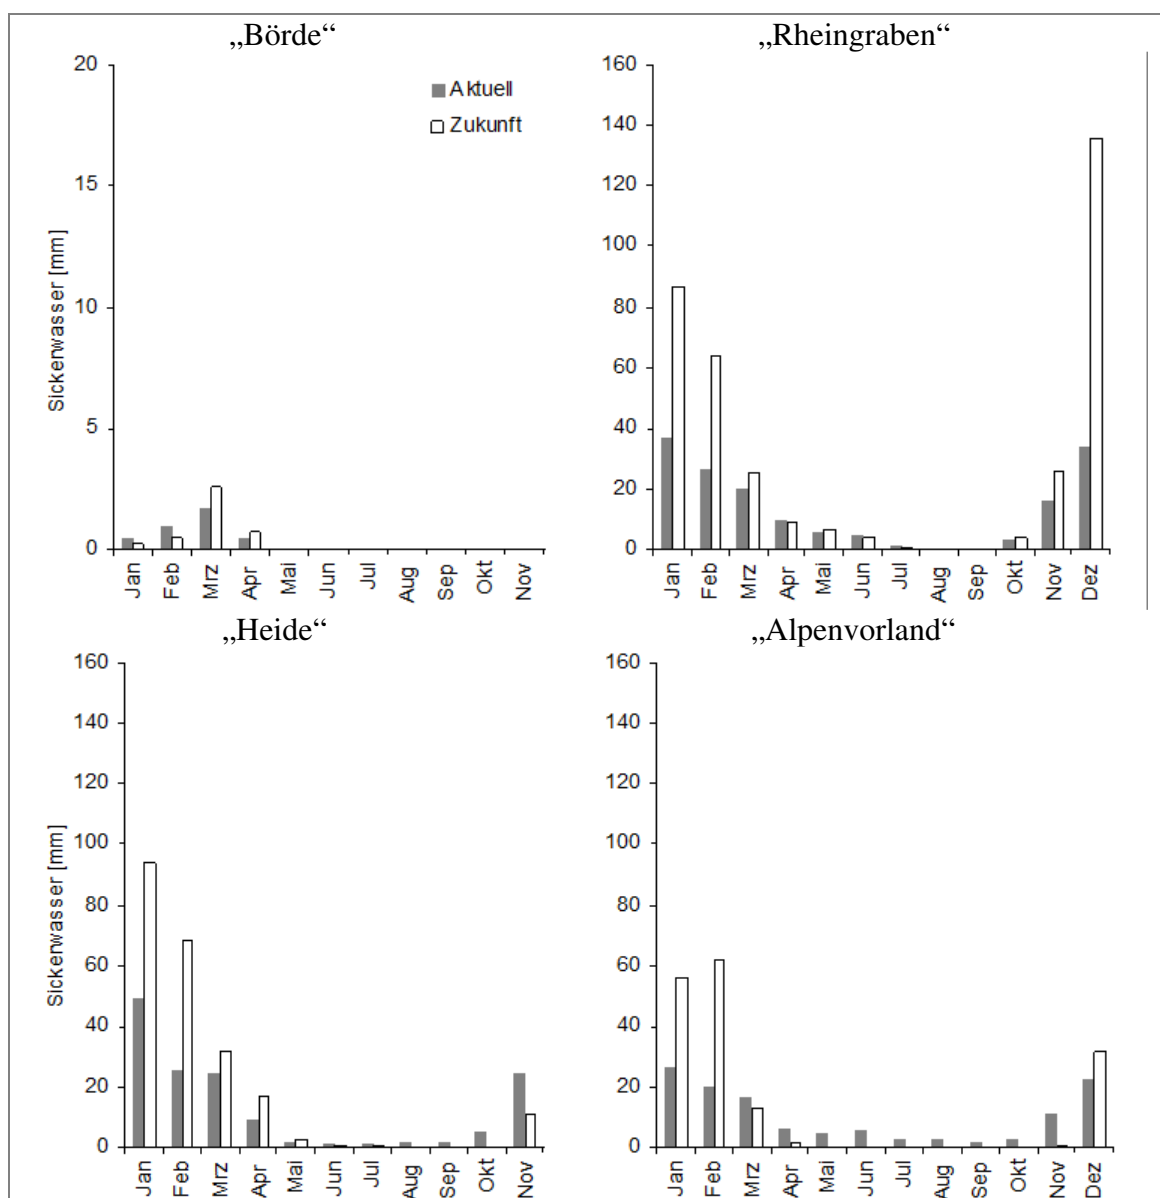 „Börde“
20
15
10
5
0
Sickerwasser [mm]
Aktuell
Zukunft
Jan Feb Mrz Apr Mai Jun Jul Aug Sep Okt Nov
„Rheingraben“
160
140
120
100
80
60
40
20
0
Jan Feb Mrz Apr Mai Jun Jul Aug Sep Okt Nov Dez
„Heide“
160
140
120
100
80
60
40
20
0
Sickerwasser [mm]
Jan Feb Mrz Apr Mai Jun Jul Aug Sep Okt Nov
„Alpenvorland“
160
140
120
100
80
60
40
20
0
Jan Feb Mrz Apr Mai Jun Jul Aug Sep Okt Nov Dez